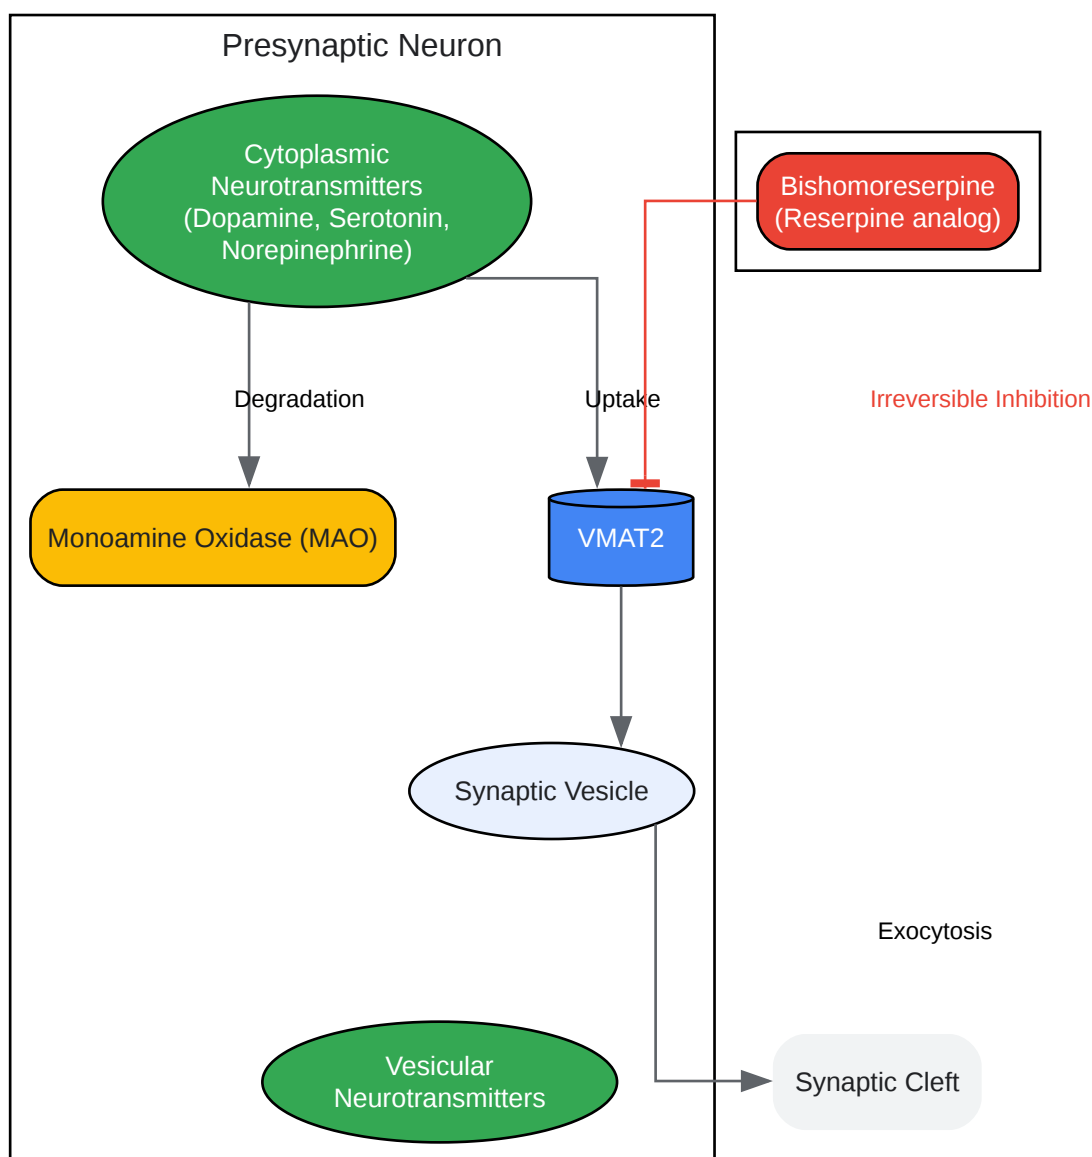 Presynaptic Neuron
Cytoplasmic
Neurotransmitters
(Dopamine, Serotonin,
Norepinephrine)
Bishomoreserpine
(Reserpine analog)
Degradation
Uptake
Irreversible Inhibition
Monoamine Oxidase (MAO)
VMAT2
Synaptic Vesicle
Exocytosis
Vesicular
Neurotransmitters
Synaptic Cleft